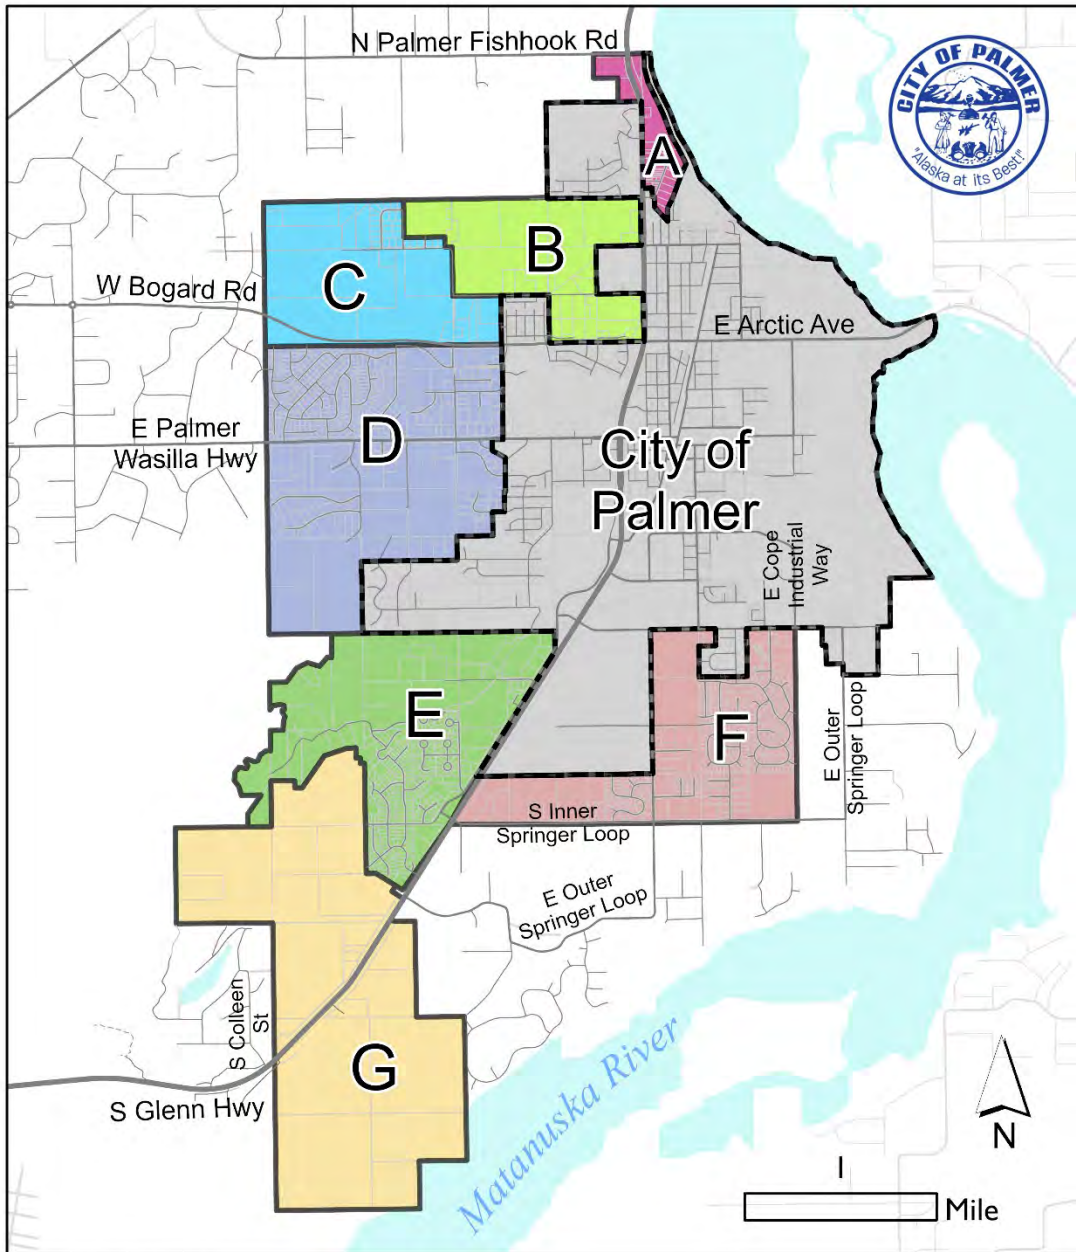 N Palmer Fishhook Rd
CITY OF PALMER
"Alaska at its Best!"
A
B
C
W Bogard Rd
E Arctic Ave
E Palmer
Wasilla Hwy
D
City of
Palmer
E Cope
Industrial
Way
E
F
E Outer
Springer Loop
S Inner
Springer Loop
E Outer
Springer Loop
S Colleen
St
G
S Glenn Hwy
Matanuska River
N
1
Mile